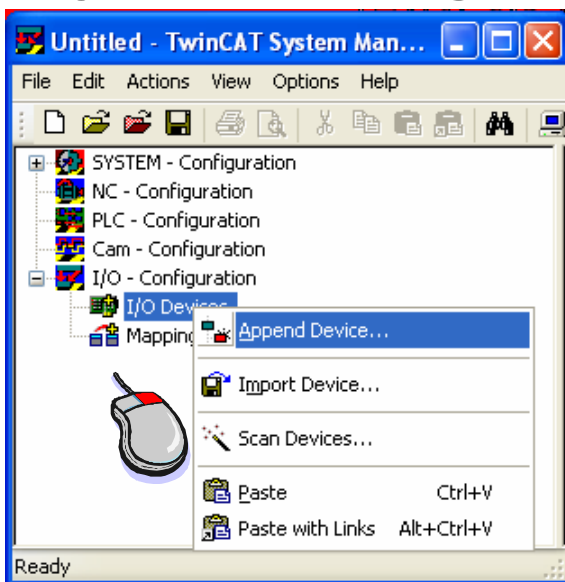 Untitled - TwinCAT System Man...
File Edit Actions View Options Help
SYSTEM - Configuration
NC - Configuration
PLC - Configuration
Cam - Configuration
I/O - Configuration
I/O Devices
Append Device...
Mapping
Import Device...
Scan Devices...
Paste Ctrl+V
Paste with Links Alt+Ctrl+V
Ready